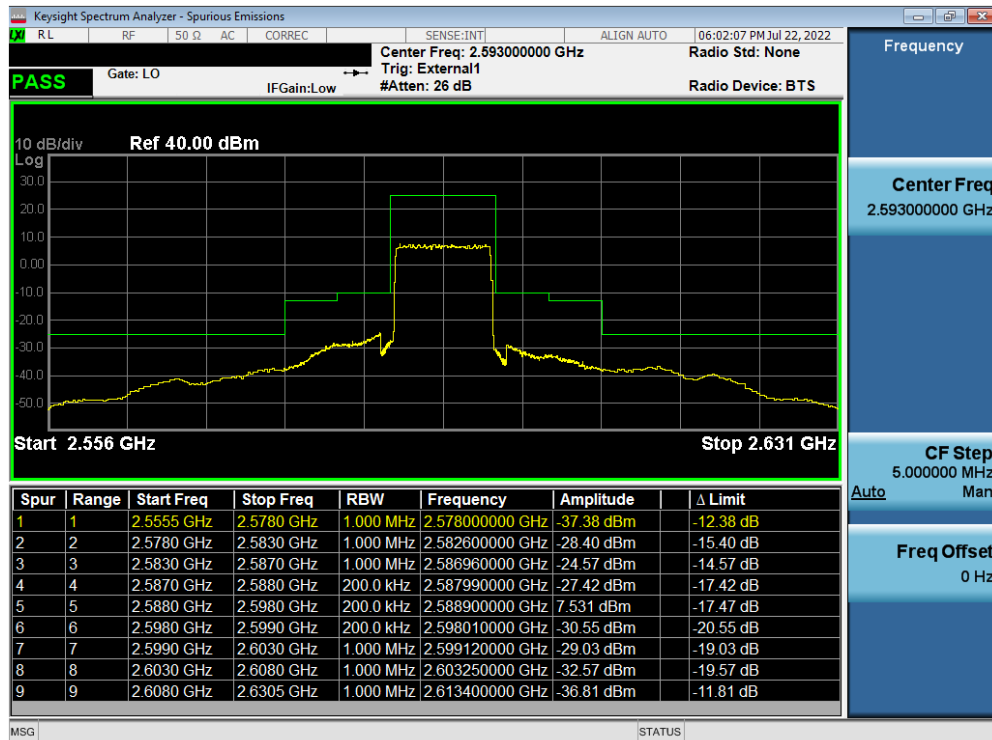 Keysight Spectrum Analyzer - Spurious Emissions
LXI RL RF 50 Ω AC CORREC SENSE:INT ALIGN AUTO 06:02:07 PM Jul 22, 2022
Frequency
Center Freq: 2.593000000 GHz Radio Std: None
Gate: LO Trig: External1
PASS IFGain:Low #Atten: 26 dB Radio Device: BTS
10 dB/div Ref 40.00 dBm
Log
30.0
20.0
10.0
0.00
-10.0
-20.0
-30.0
-40.0
-50.0
Start 2.556 GHz Stop 2.631 GHz
Spur Range Start Freq Stop Freq RBW Frequency Amplitude Δ Limit
1 1 2.5555 GHz 2.5780 GHz 1.000 MHz 2.578000000 GHz -37.38 dBm -12.38 dB
2 2 2.5780 GHz 2.5830 GHz 1.000 MHz 2.582600000 GHz -28.40 dBm -15.40 dB
3 3 2.5830 GHz 2.5870 GHz 1.000 MHz 2.586960000 GHz -24.57 dBm -14.57 dB
4 4 2.5870 GHz 2.5880 GHz 200.0 kHz 2.587990000 GHz -27.42 dBm -17.42 dB
5 5 2.5880 GHz 2.5980 GHz 200.0 kHz 2.588900000 GHz 7.531 dBm -17.47 dB
6 6 2.5980 GHz 2.5990 GHz 200.0 kHz 2.598010000 GHz -30.55 dBm -20.55 dB
7 7 2.5990 GHz 2.6030 GHz 1.000 MHz 2.599120000 GHz -29.03 dBm -19.03 dB
8 8 2.6030 GHz 2.6080 GHz 1.000 MHz 2.603250000 GHz -32.57 dBm -19.57 dB
9 9 2.6080 GHz 2.6305 GHz 1.000 MHz 2.613400000 GHz -36.81 dBm -11.81 dB
Center Freq
2.593000000 GHz
CF Step
5.000000 MHz
Auto Man
Freq Offset
0 Hz
MSG STATUS